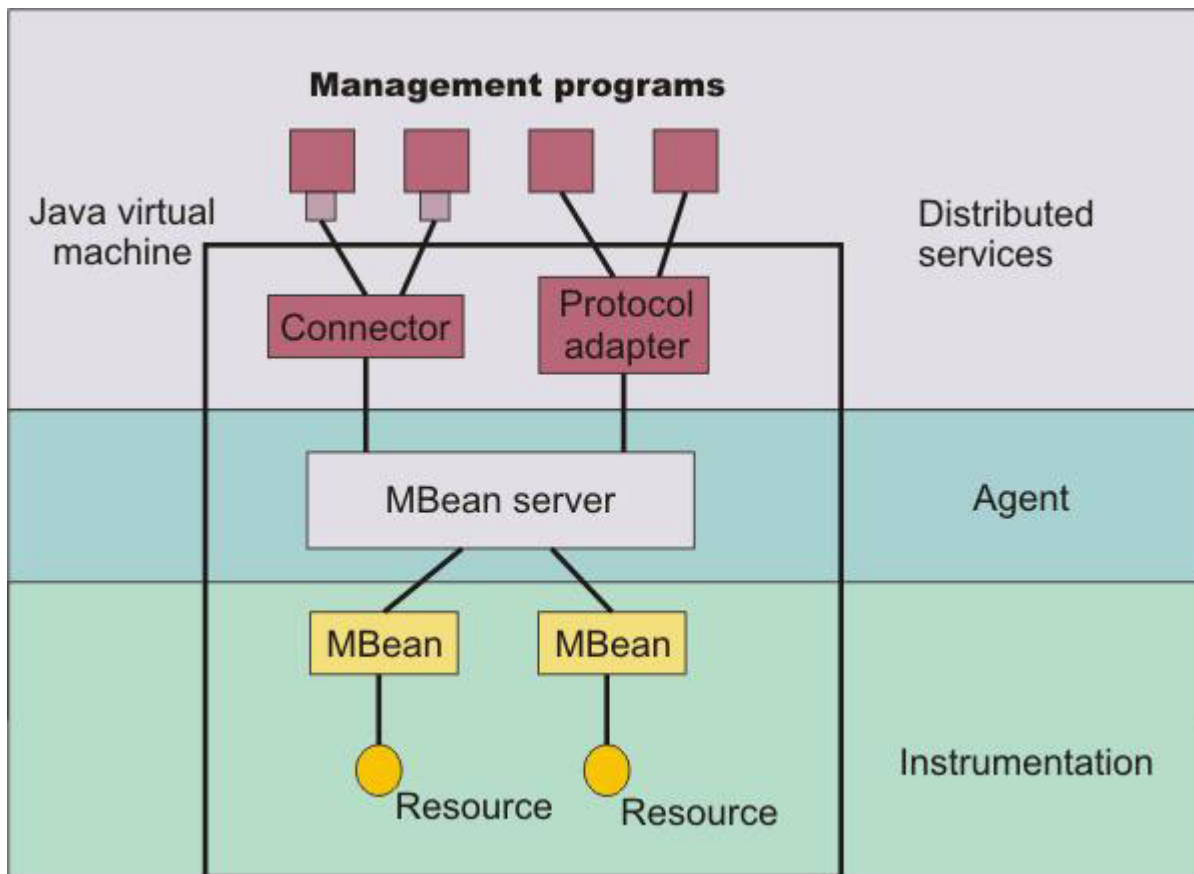 Management programs
Java virtual
machine
Distributed
services
Connector
Protocol
adapter
MBean server
Agent
MBean
MBean
Instrumentation
Resource
Resource